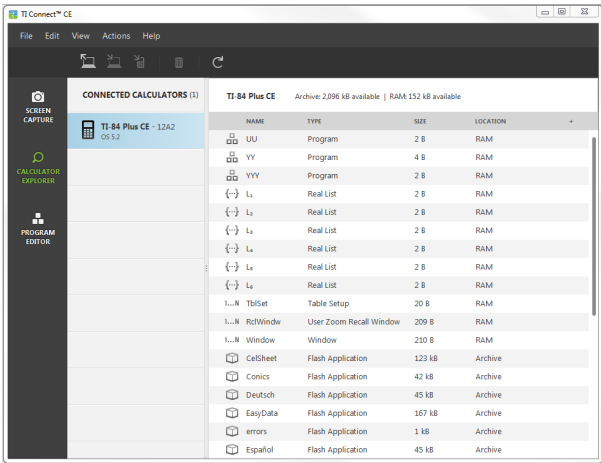 TI Connect™ CE
File Edit View Actions Help
SCREEN
CAPTURE
CALCULATOR
EXPLORER
PROGRAM
EDITOR
CONNECTED CALCULATORS (1)
TI-84 Plus CE - 12A2
OS 5.2
TI-84 Plus CE Archive: 2,096 kB available | RAM: 152 kB available
NAME TYPE SIZE LOCATION +
UU Program 2 B RAM
YY Program 4 B RAM
YYY Program 2 B RAM
{···} L₁ Real List 2 B RAM
{···} L₂ Real List 2 B RAM
{···} L₃ Real List 2 B RAM
{···} L₄ Real List 2 B RAM
{···} L₅ Real List 2 B RAM
{···} L₆ Real List 2 B RAM
1...N TblSet Table Setup 20 B RAM
1...N RclWindw User Zoom Recall Window 209 B RAM
1...N Window Window 210 B RAM
CelSheet Flash Application 123 kB Archive
Conics Flash Application 42 kB Archive
Deutsch Flash Application 45 kB Archive
EasyData Flash Application 167 kB Archive
errors Flash Application 1 kB Archive
Español Flash Application 45 kB Archive